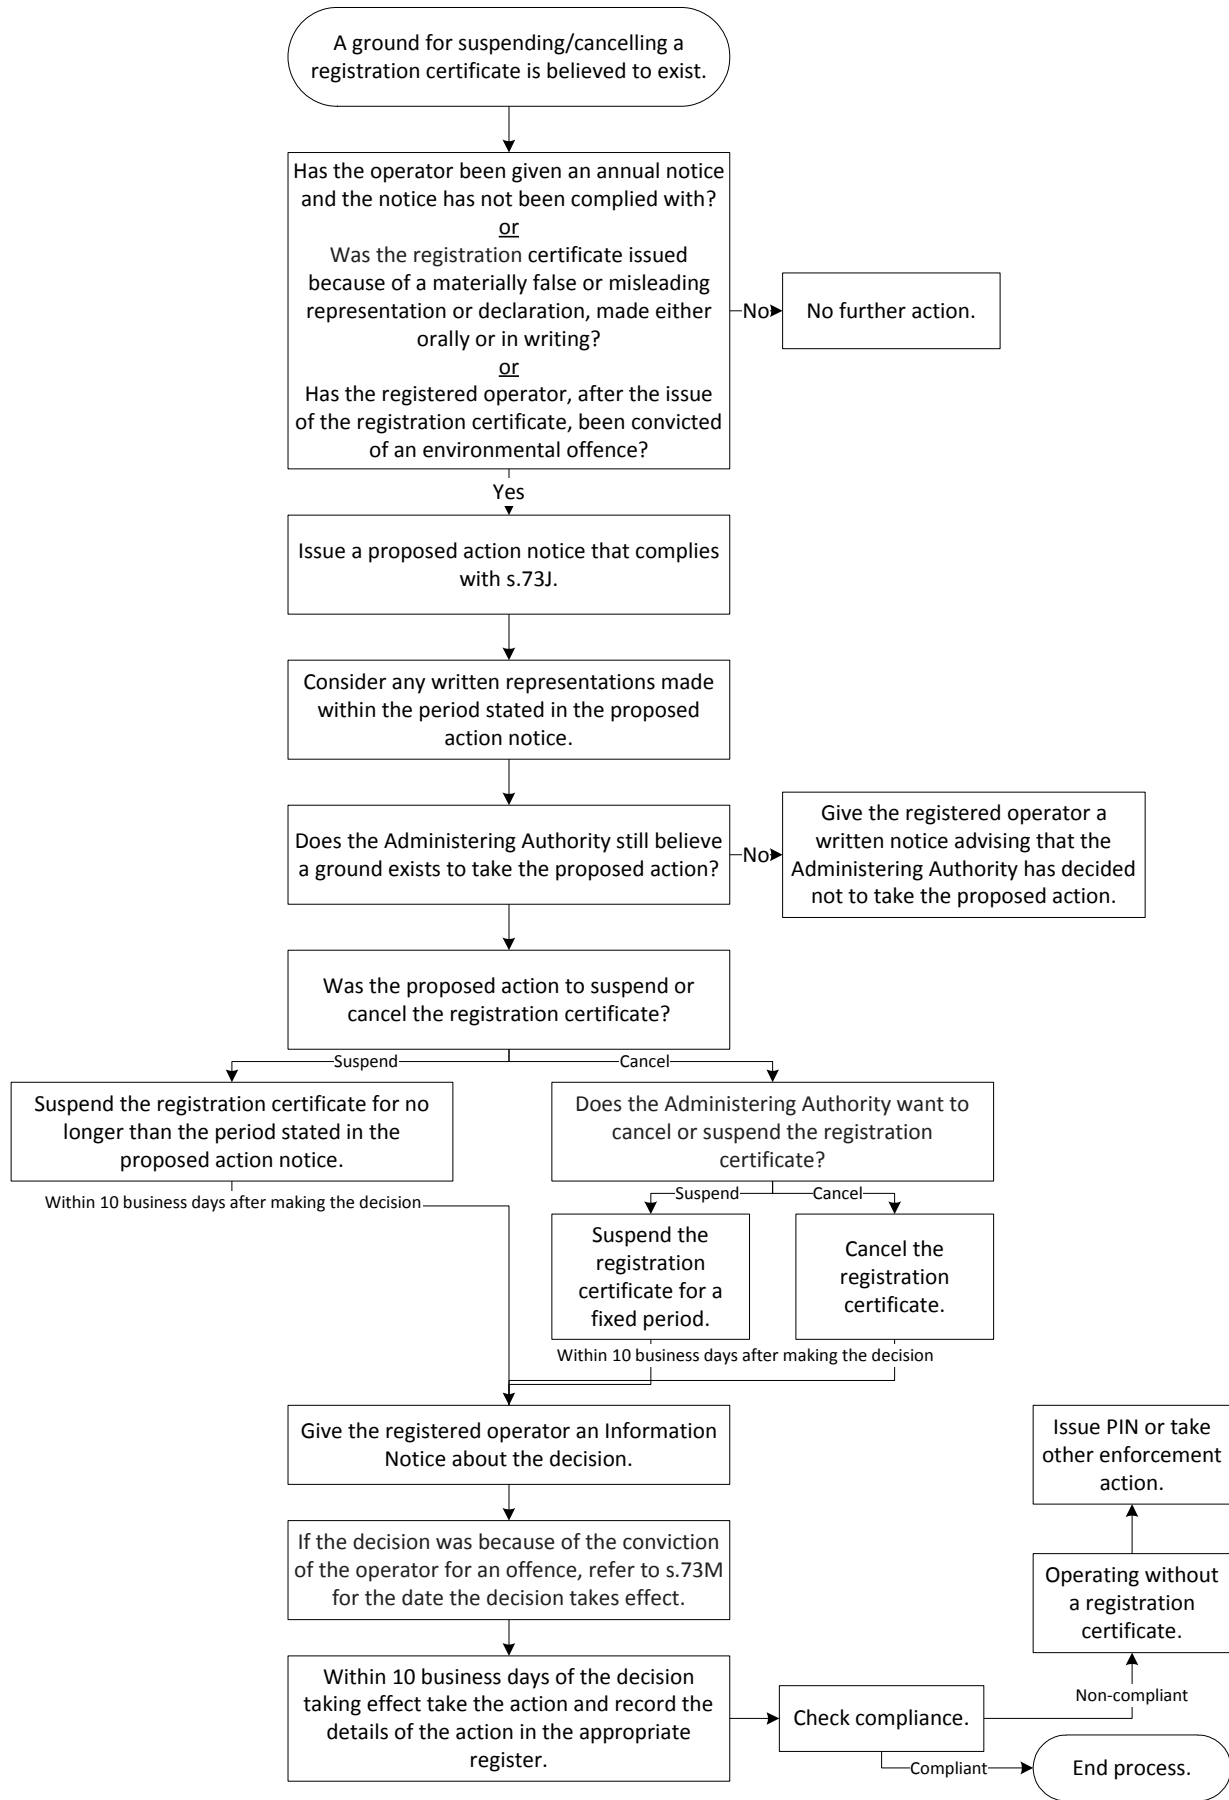 A ground for suspending/cancelling a
registration certificate is believed to exist.
Has the operator been given an annual notice
and the notice has not been complied with?
or
Was the registration certificate issued
because of a materially false or misleading
representation or declaration, made either
orally or in writing?
or
Has the registered operator, after the issue
of the registration certificate, been convicted
of an environmental offence?
No
No further action.
Yes
Issue a proposed action notice that complies
with s.73J.
Consider any written representations made
within the period stated in the proposed
action notice.
Does the Administering Authority still believe
a ground exists to take the proposed action?
No
Give the registered operator a
written notice advising that the
Administering Authority has decided
not to take the proposed action.
Was the proposed action to suspend or
cancel the registration certificate?
Suspend
Cancel
Suspend the registration certificate for no
longer than the period stated in the
proposed action notice.
Does the Administering Authority want to
cancel or suspend the registration
certificate?
Within 10 business days after making the decision
Suspend
Cancel
Suspend the
registration
certificate for a
fixed period.
Cancel the
registration
certificate.
Within 10 business days after making the decision
Give the registered operator an Information
Notice about the decision.
If the decision was because of the conviction
of the operator for an offence, refer to s.73M
for the date the decision takes effect.
Within 10 business days of the decision
taking effect take the action and record the
details of the action in the appropriate
register.
Check compliance.
Non-compliant
Operating without
a registration
certificate.
Issue PIN or take
other enforcement
action.
Compliant
End process.